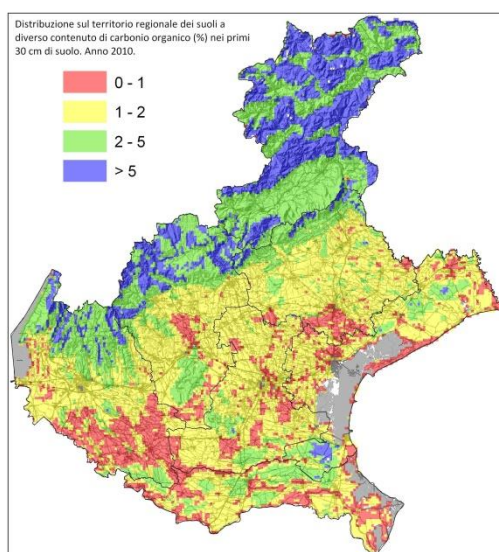 Distribuzione sul territorio regionale dei suoli a
diverso contenuto di carbonio organico (%) nei primi
30 cm di suolo. Anno 2010.
0 - 1
1 - 2
2 - 5
> 5